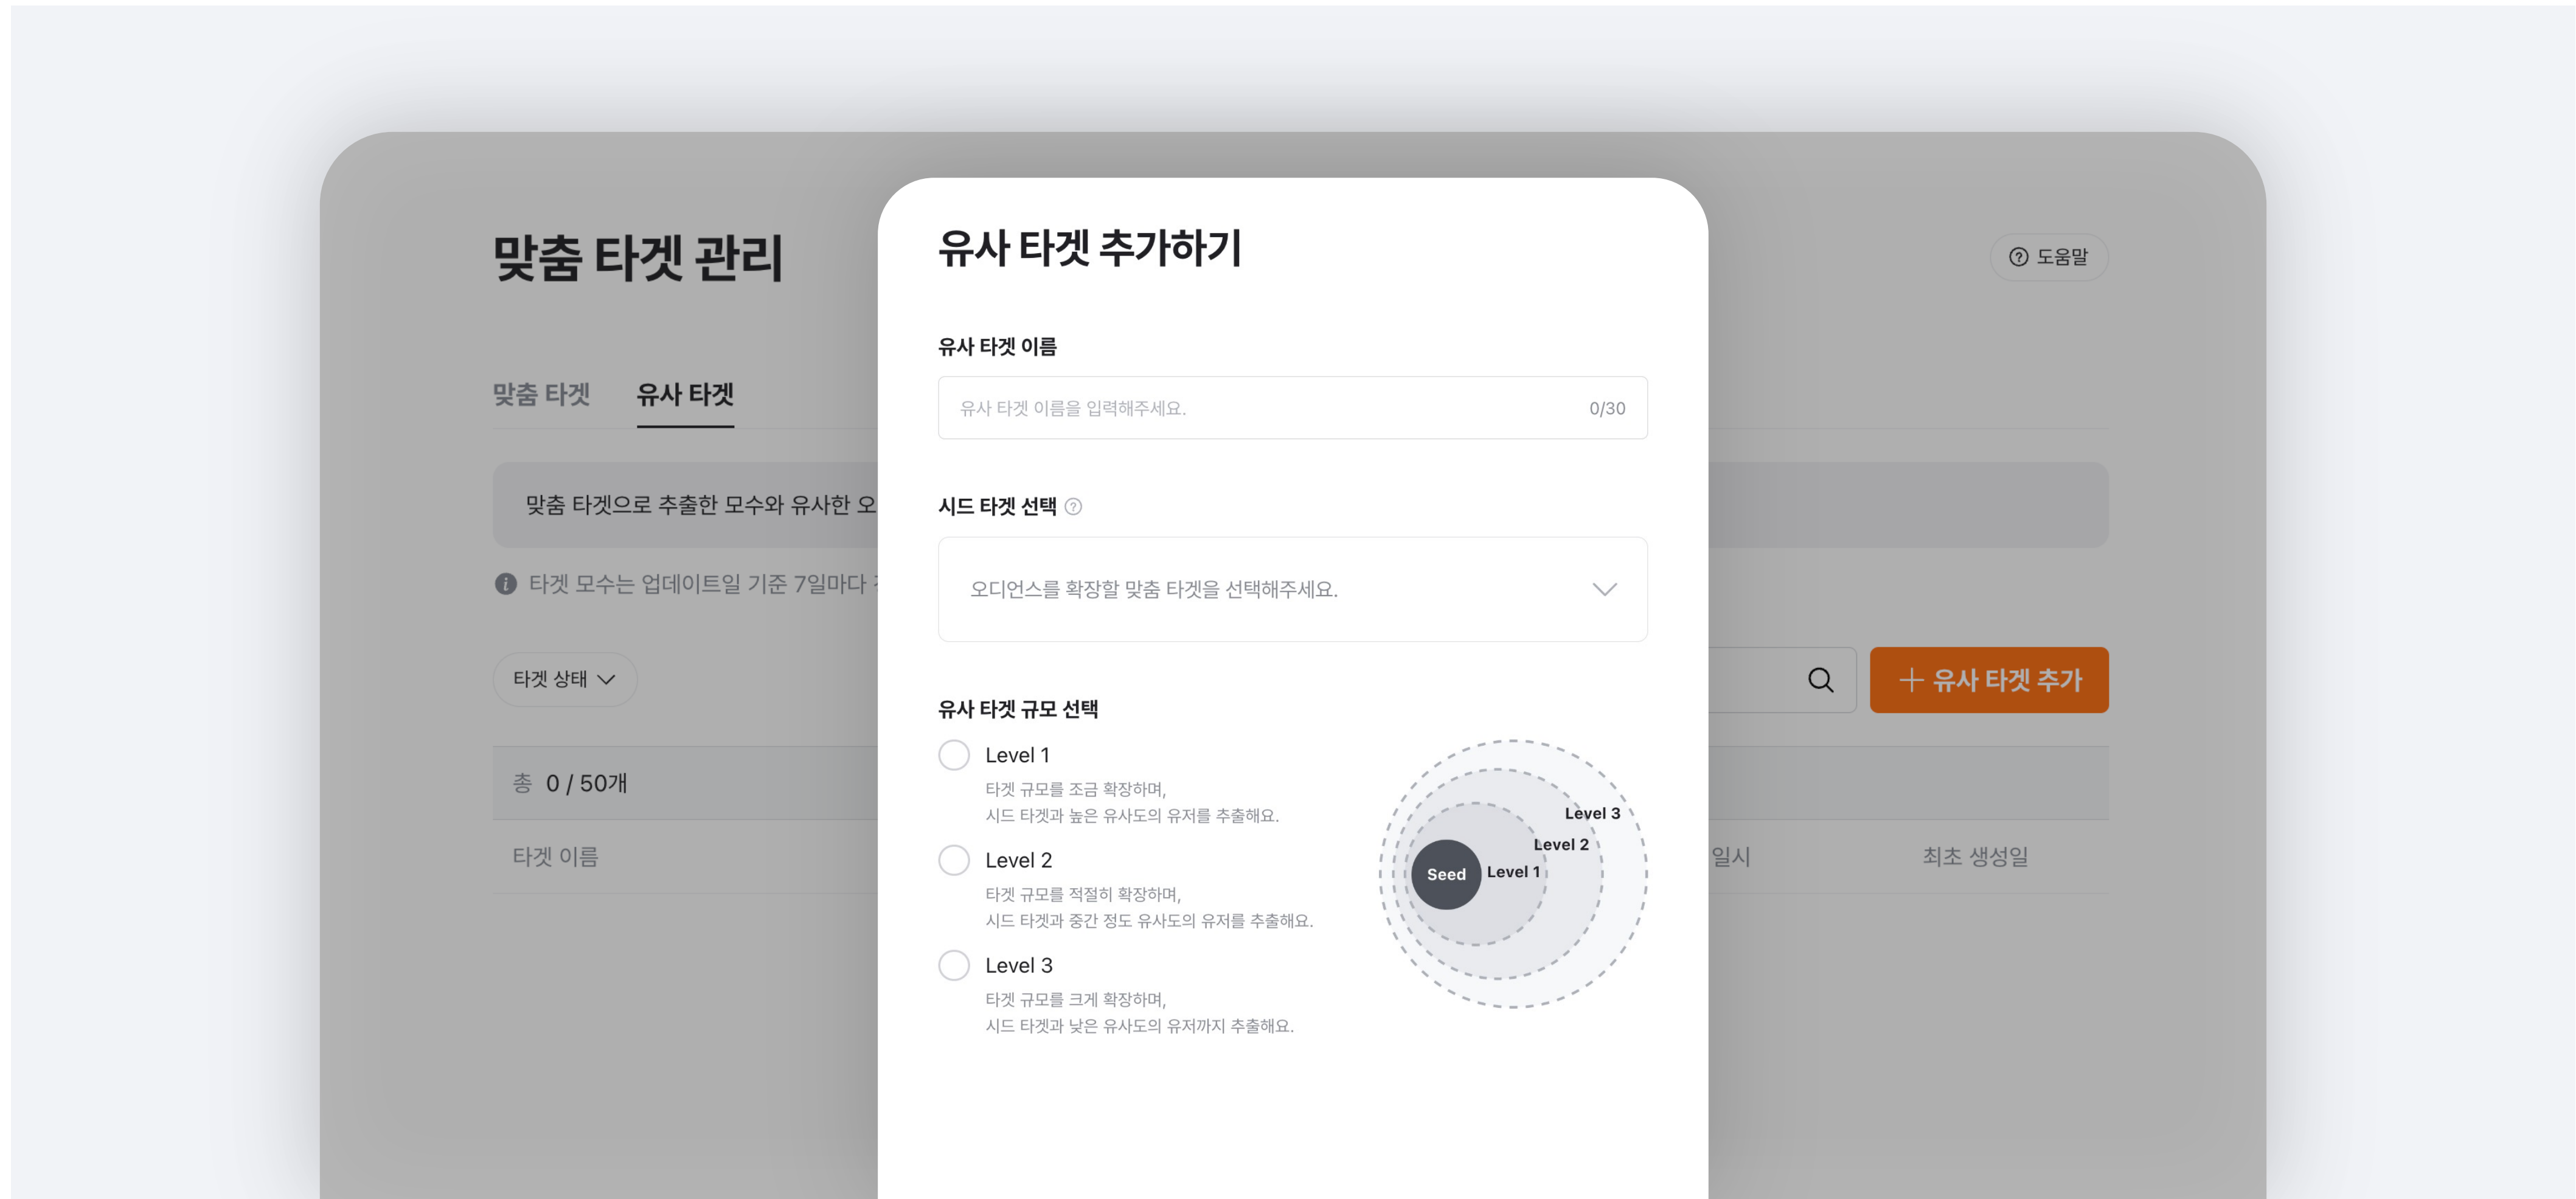 맞춤 타겟 관리
도움말
맞춤 타겟
유사 타겟
맞춤 타겟으로 추출한 모수와 유사한 오
타겟 모수는 업데이트일 기준 7일마다
타겟 상태
+ 유사 타겟 추가
총 0 / 50개
타겟 이름
일시
최초 생성일
유사 타겟 추가하기
유사 타겟 이름
유사 타겟 이름을 입력해주세요. 0/30
시드 타겟 선택
오디언스를 확장할 맞춤 타겟을 선택해주세요.
유사 타겟 규모 선택
Level 1
타겟 규모를 조금 확장하며,
시드 타겟과 높은 유사도의 유저를 추출해요.
Level 2
타겟 규모를 적절히 확장하며,
시드 타겟과 중간 정도 유사도의 유저를 추출해요.
Level 3
타겟 규모를 크게 확장하며,
시드 타겟과 낮은 유사도의 유저까지 추출해요.
Level 3
Level 2
Level 1
Seed